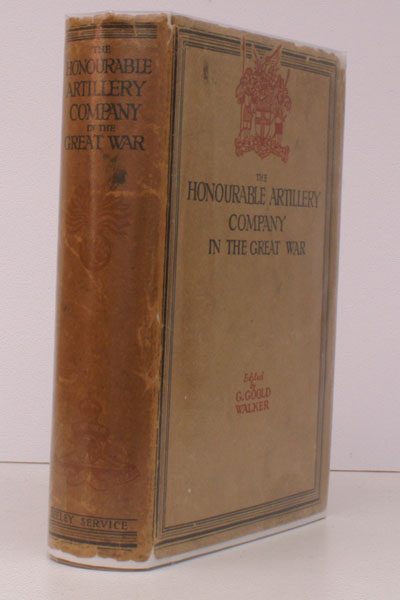 THE
HONOURABLE
ARTILLERY
COMPANY
IN THE
GREAT WAR
SERVICE
THE
HONOURABLE ARTILLERY
COMPANY
IN THE GREAT WAR
Edited
by
G. GOOLD
WALKER